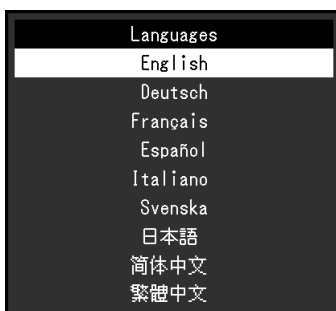 Languages
English
Deutsch
Français
Español
Italiano
Svenska
日本語
简体中文
繁體中文